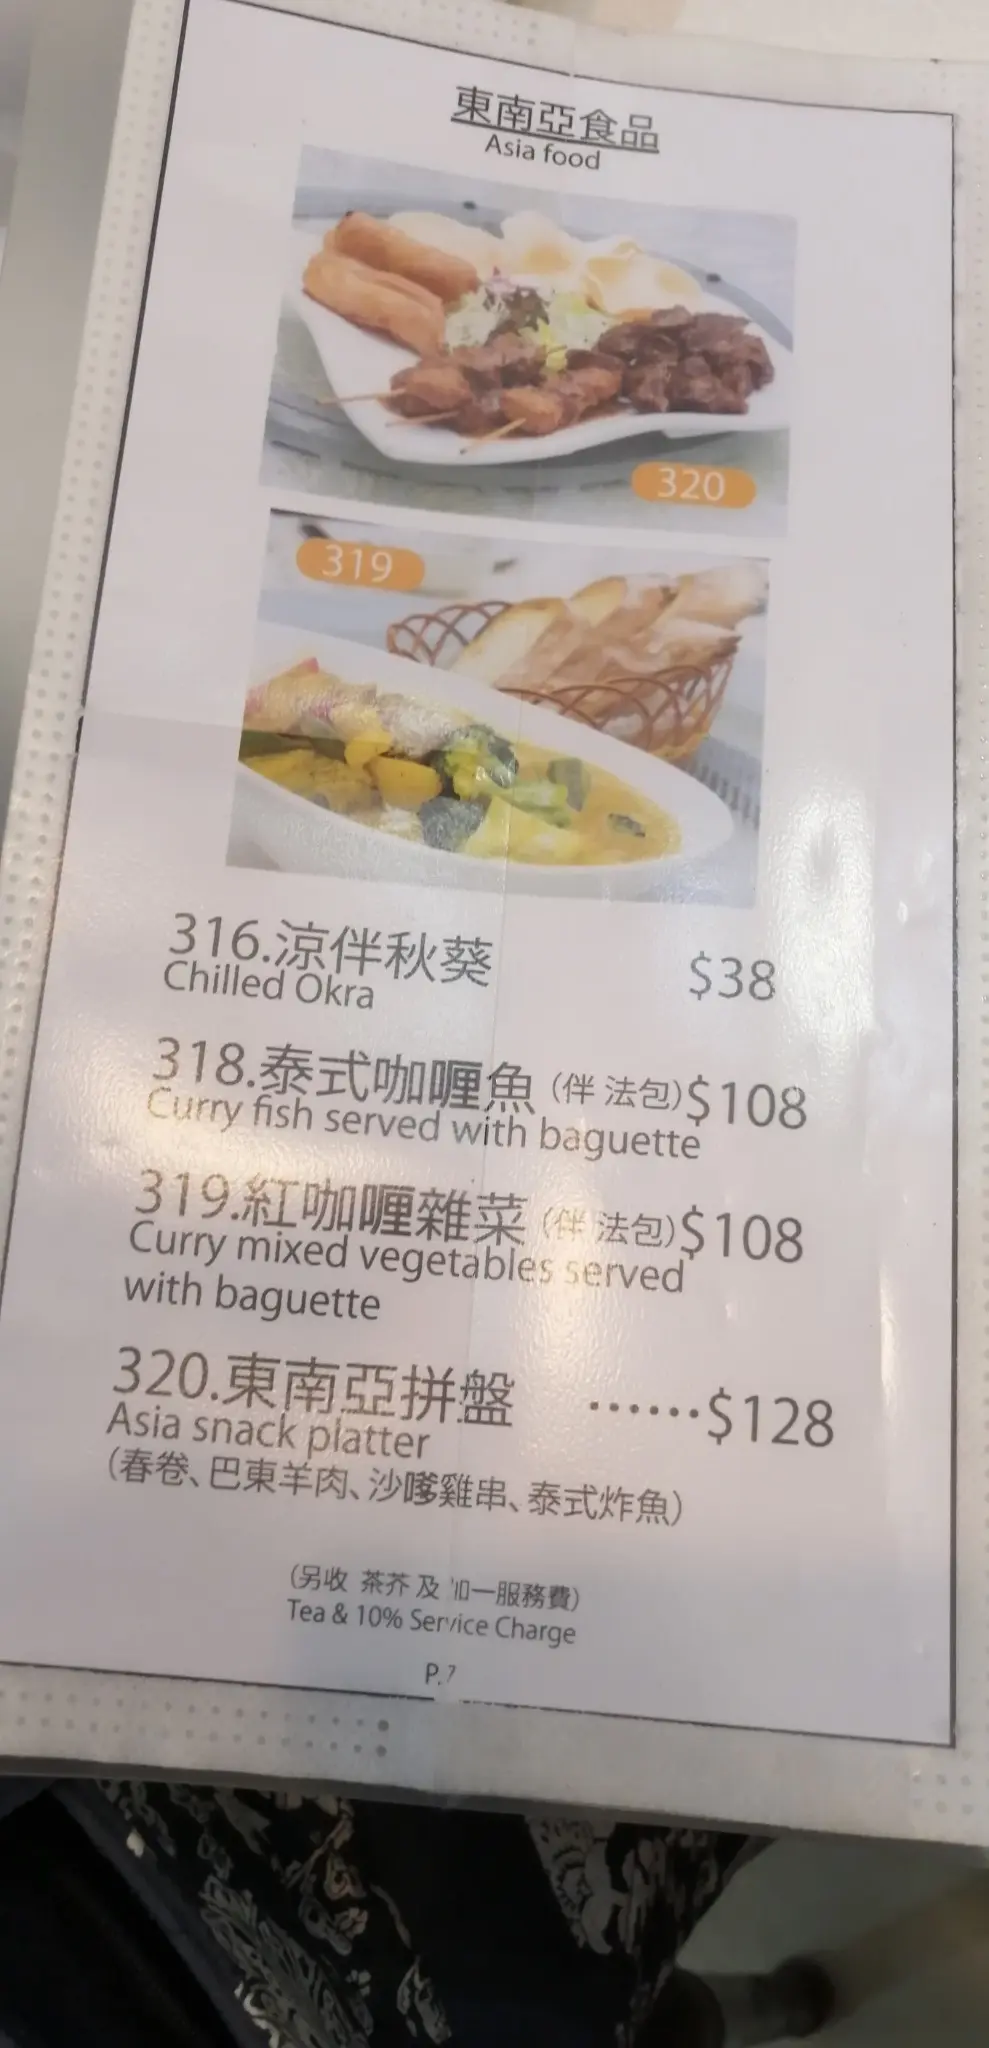 東南亞食品
Asia food
320
319
316.涼伴秋葵 $38
Chilled Okra
318.泰式咖喱魚 (伴 法包) $108
Curry fish served with baguette
319.紅咖喱雜菜 (伴 法包) $108
Curry mixed vegetables served
with baguette
320.東南亞拼盤 ······$128
Asia snack platter
(春卷、巴東羊肉、沙嗲雞串、泰式炸魚)
(另收 茶芥 及 加一服務費)
Tea & 10% Service Charge
P.7